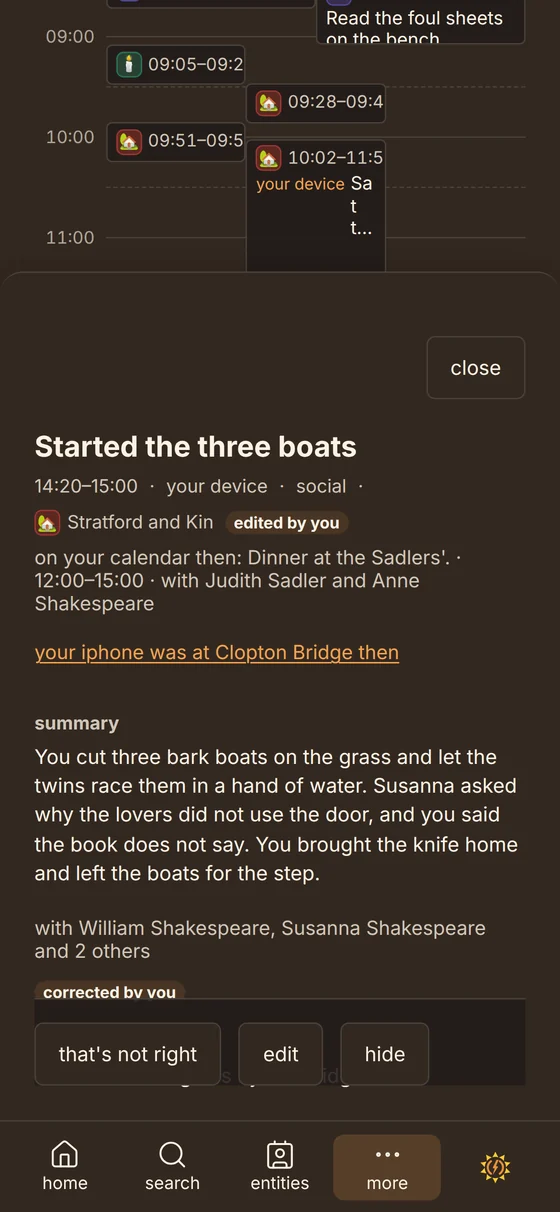 Read the foul sheets
on the bench
09:00
09:05–09:2
09:28–09:4
10:00
09:51–09:5
10:02–11:5
your device Sa
t
t…
11:00
close
Started the three boats
14:20–15:00 · your device · social ·
Stratford and Kin edited by you
on your calendar then: Dinner at the Sadlers'. ·
12:00–15:00 · with Judith Sadler and Anne
Shakespeare
your iphone was at Clopton Bridge then
summary
You cut three bark boats on the grass and let the
twins race them in a hand of water. Susanna asked
why the lovers did not use the door, and you said
the book does not say. You brought the knife home
and left the boats for the step.
with William Shakespeare, Susanna Shakespeare
and 2 others
corrected by you
that's not right edit hide
home search entities more